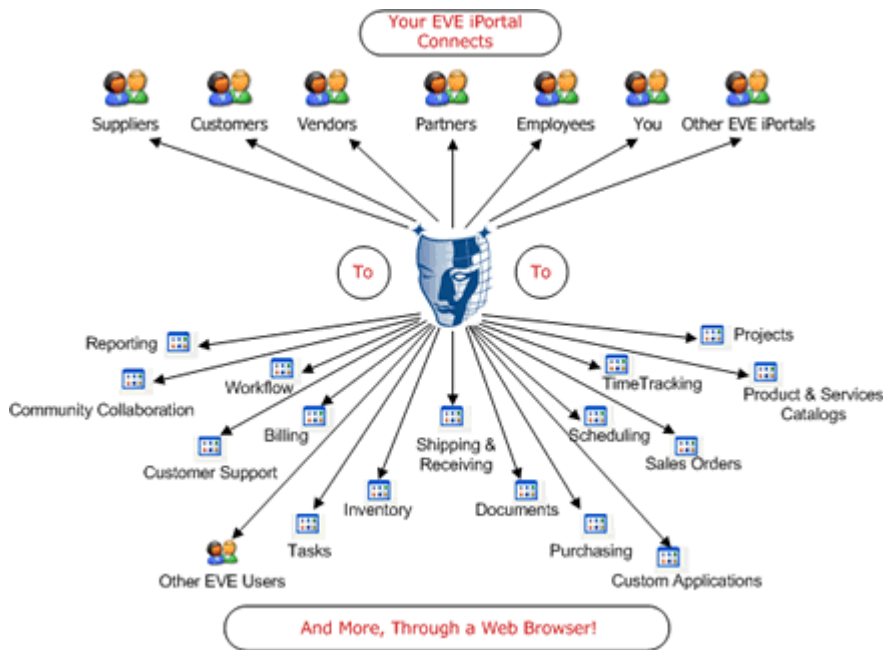 Your EVE iPortal
Connects
Suppliers
Customers
Vendors
Partners
Employees
You
Other EVE iPortals
To
To
Reporting
Projects
Workflow
TimeTracking
Community Collaboration
Product & Services
Catalogs
Billing
Shipping &
Receiving
Scheduling
Customer Support
Sales Orders
Inventory
Documents
Tasks
Purchasing
Other EVE Users
Custom Applications
And More, Through a Web Browser!